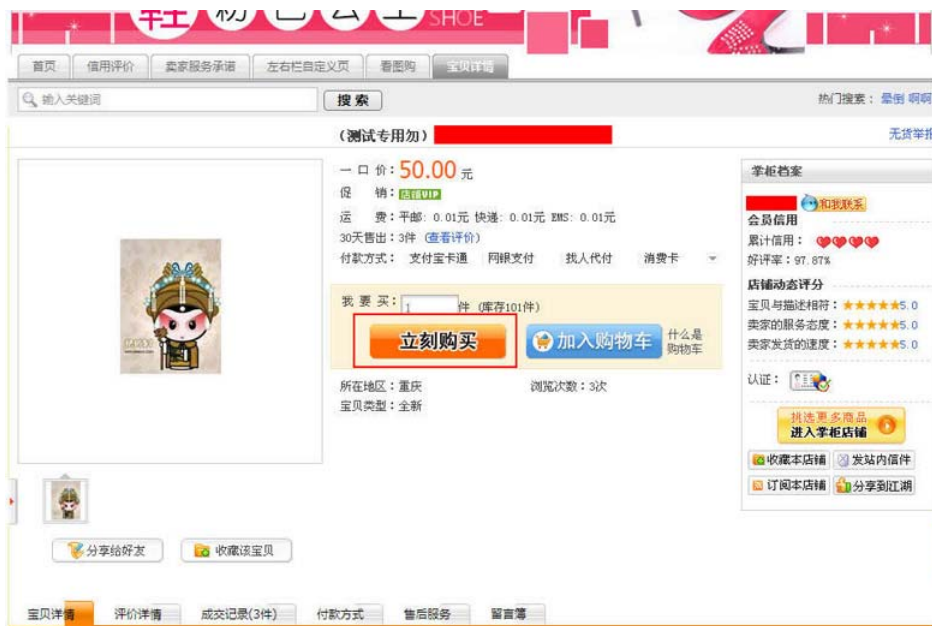 鞋 粉 巴 公 主 SHOE
首页 信用评价 卖家服务承诺 左右栏自定义页 看图购 宝贝详情
输入关键词 搜索 热门搜索： 晕倒 啊啊
（测试专用勿）
无货举报
一 口 价：50.00 元
促 销：店铺VIP
运 费：平邮: 0.01元 快递: 0.01元 EMS: 0.01元
30天售出：3件 (查看评价)
付款方式： 支付宝卡通 网银支付 找人代付 消费卡
我 要 买： 1 件 (库存101件)
立刻购买 加入购物车 什么是
购物车
所在地区：重庆 浏览次数：3次
宝贝类型：全新
掌柜档案
和我联系
会员信用
累计信用：
好评率：97.87%
店铺动态评分
宝贝与描述相符：★★★★★5.0
卖家的服务态度：★★★★★5.0
卖家发货的速度：★★★★★5.0
认证：
挑选更多商品
进入掌柜店铺
收藏本店铺 发站内信件
订阅本店铺 分享到江湖
分享给好友 收藏该宝贝
宝贝详情 评价详情 成交记录(3件) 付款方式 售后服务 留言簿